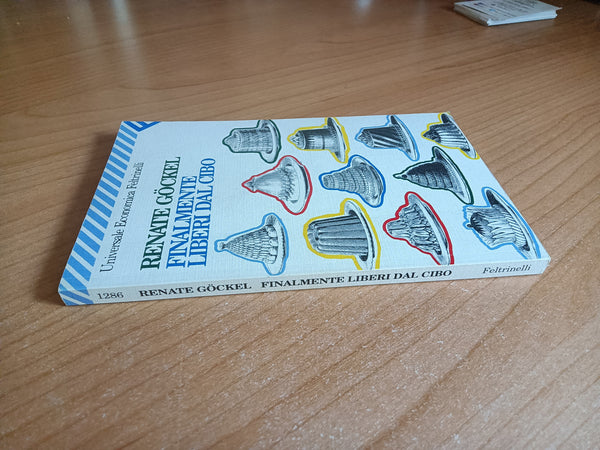 Universale Economica Feltrinelli
RENATE GÖCKEL
FINALMENTE
LIBERI DAL CIBO
1286 RENATE GÖCKEL FINALMENTE LIBERI DAL CIBO Feltrinelli